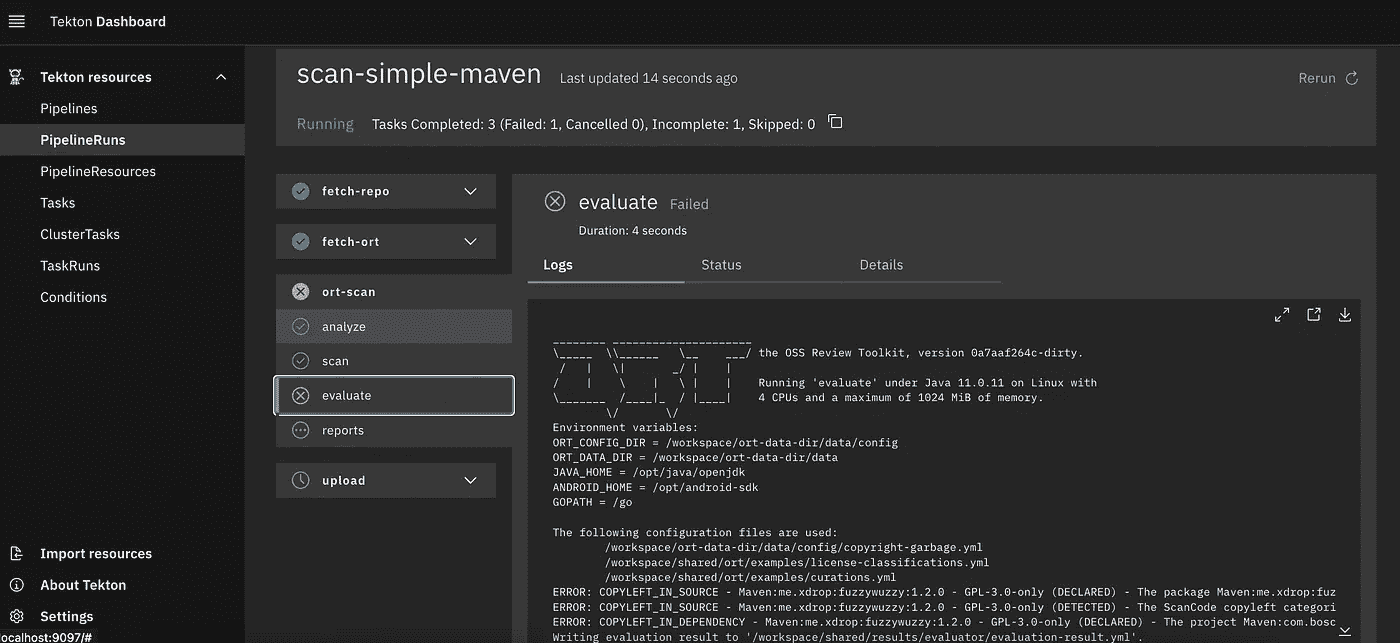 Tekton Dashboard
Tekton resources
Pipelines
PipelineRuns
PipelineResources
Tasks
ClusterTasks
TaskRuns
Conditions
Import resources
About Tekton
Settings
ocalhost:9097/#
scan-simple-maven Last updated 14 seconds ago
Rerun
Running Tasks Completed: 3 (Failed: 1, Cancelled 0), Incomplete: 1, Skipped: 0
fetch-repo
fetch-ort
ort-scan
analyze
scan
evaluate
reports
upload
evaluate Failed
Duration: 4 seconds
Logs Status Details
the OSS Review Toolkit, version 0a7aaf264c-dirty.
Running 'evaluate' under Java 11.0.11 on Linux with
4 CPUs and a maximum of 1024 MiB of memory.
Environment variables:
ORT_CONFIG_DIR = /workspace/ort-data-dir/data/config
ORT_DATA_DIR = /workspace/ort-data-dir/data
JAVA_HOME = /opt/java/openjdk
ANDROID_HOME = /opt/android-sdk
GOPATH = /go
The following configuration files are used:
/workspace/ort-data-dir/data/config/copyright-garbage.yml
/workspace/shared/ort/examples/license-classifications.yml
/workspace/shared/ort/examples/curations.yml
ERROR: COPYLEFT_IN_SOURCE - Maven:me.xdrop:fuzzywuzzy:1.2.0 - GPL-3.0-only (DECLARED) - The package Maven:me.xdrop:fuz
ERROR: COPYLEFT_IN_SOURCE - Maven:me.xdrop:fuzzywuzzy:1.2.0 - GPL-3.0-only (DETECTED) - The ScanCode copyleft categori
ERROR: COPYLEFT_IN_DEPENDENCY - Maven:me.xdrop:fuzzywuzzy:1.2.0 - GPL-3.0-only (DECLARED) - The project Maven:com.bosc
Writing evaluation result to '/workspace/shared/results/evaluator/evaluation-result.yml'.